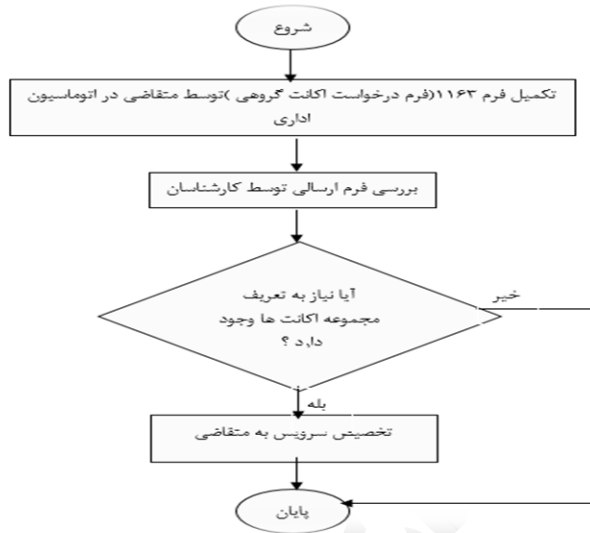 شروع
تکمیل فرم ۱۱۶۳(فرم درخواست اکانت گروهی )توسط متقاضی در اتوماسیون
اداری
بررسی فرم ارسالی توسط کارشناسان
آیا نیاز به تعریف
مجموعه اکانت ها وجود
دارد ؟
خیر
بله
تخصیص سرویس به متقاضی
پایان